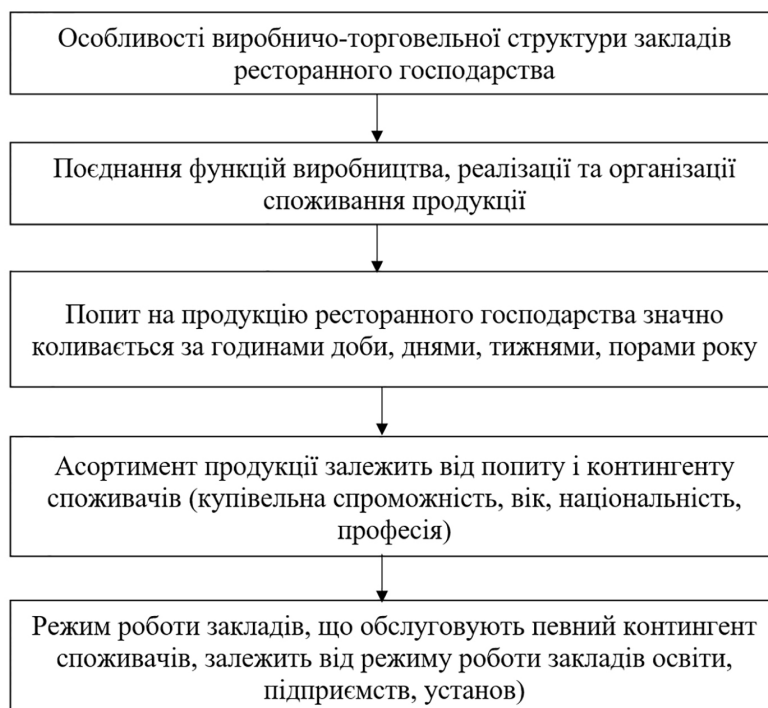 Особливості виробничо-торговельної структури закладів
ресторанного господарства
Поєднання функцій виробництва, реалізації та організації
споживання продукції
Попит на продукцію ресторанного господарства значно
коливається за годинами доби, днями, тижнями, порами року
Асортимент продукції залежить від попиту і контингенту
споживачів (купівельна спроможність, вік, національність,
професія)
Режим роботи закладів, що обслуговують певний контингент
споживачів, залежить від режиму роботи закладів освіти,
підприємств, установ)